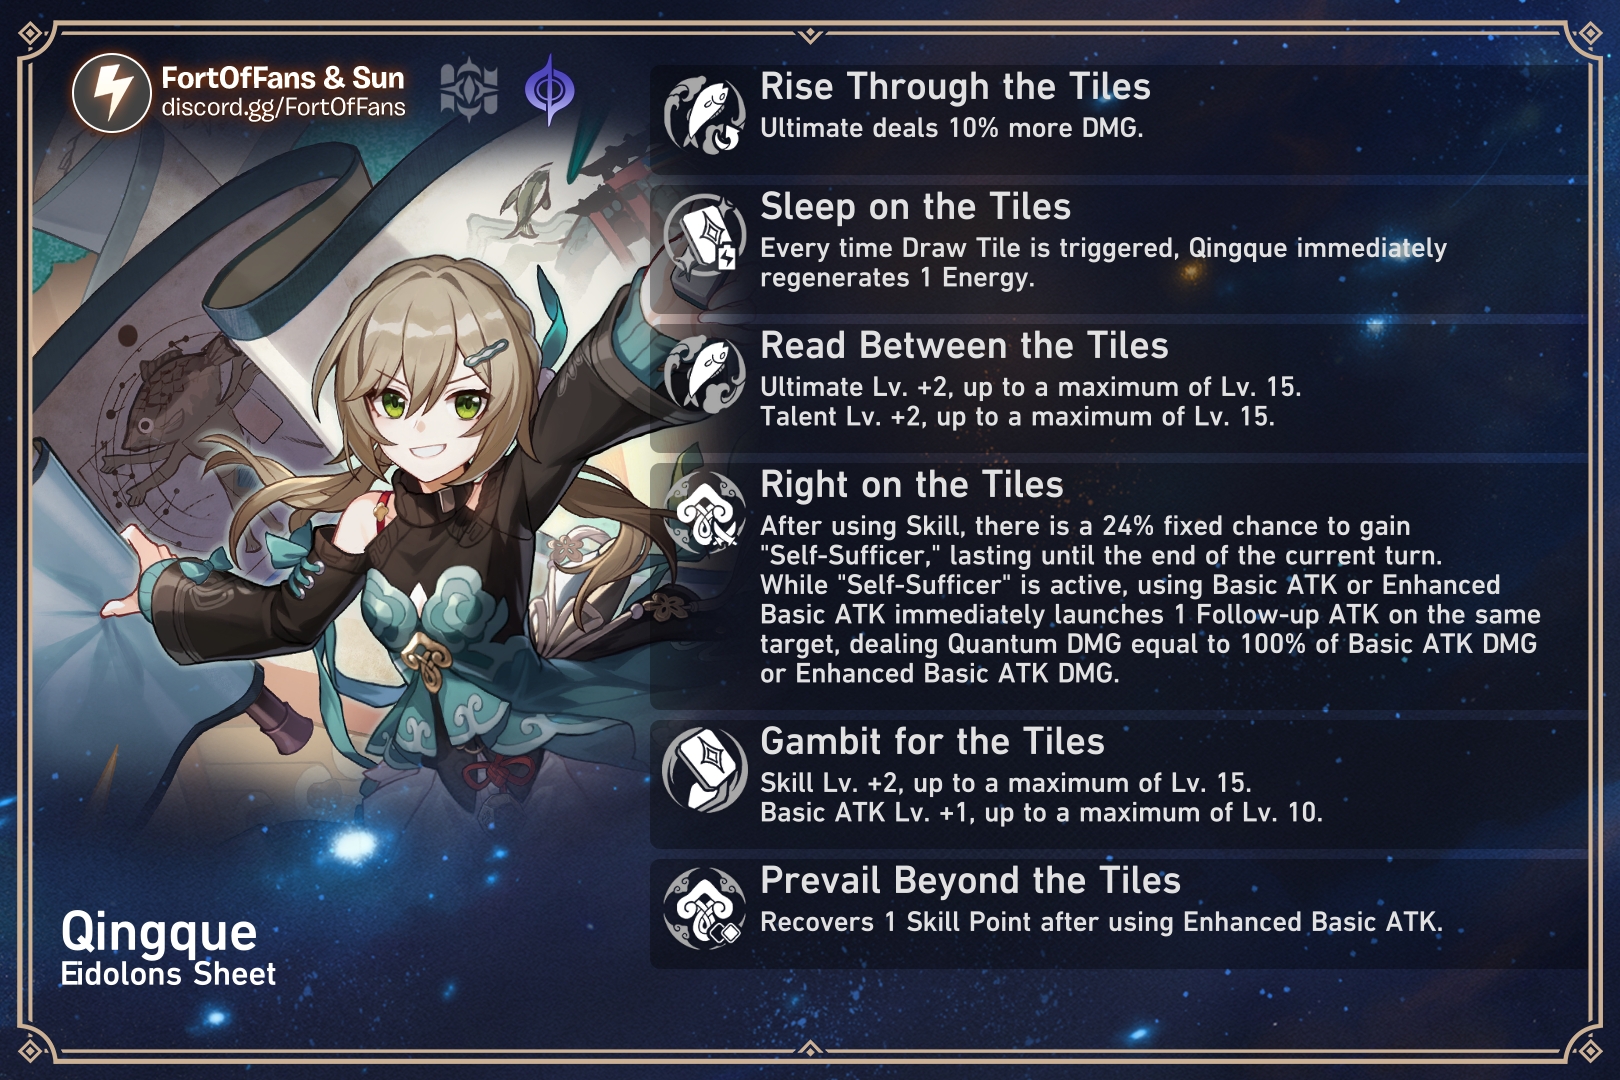 FortOfFans & Sun
discord.gg/FortOfFans
Rise Through the Tiles
Ultimate deals 10% more DMG.
Sleep on the Tiles
Every time Draw Tile is triggered, Qingque immediately
regenerates 1 Energy.
Read Between the Tiles
Ultimate Lv. +2, up to a maximum of Lv. 15.
Talent Lv. +2, up to a maximum of Lv. 15.
Right on the Tiles
After using Skill, there is a 24% fixed chance to gain
"Self-Sufficer," lasting until the end of the current turn.
While "Self-Sufficer" is active, using Basic ATK or Enhanced
Basic ATK immediately launches 1 Follow-up ATK on the same
target, dealing Quantum DMG equal to 100% of Basic ATK DMG
or Enhanced Basic ATK DMG.
Gambit for the Tiles
Skill Lv. +2, up to a maximum of Lv. 15.
Basic ATK Lv. +1, up to a maximum of Lv. 10.
Prevail Beyond the Tiles
Recovers 1 Skill Point after using Enhanced Basic ATK.
Qingque
Eidolons Sheet